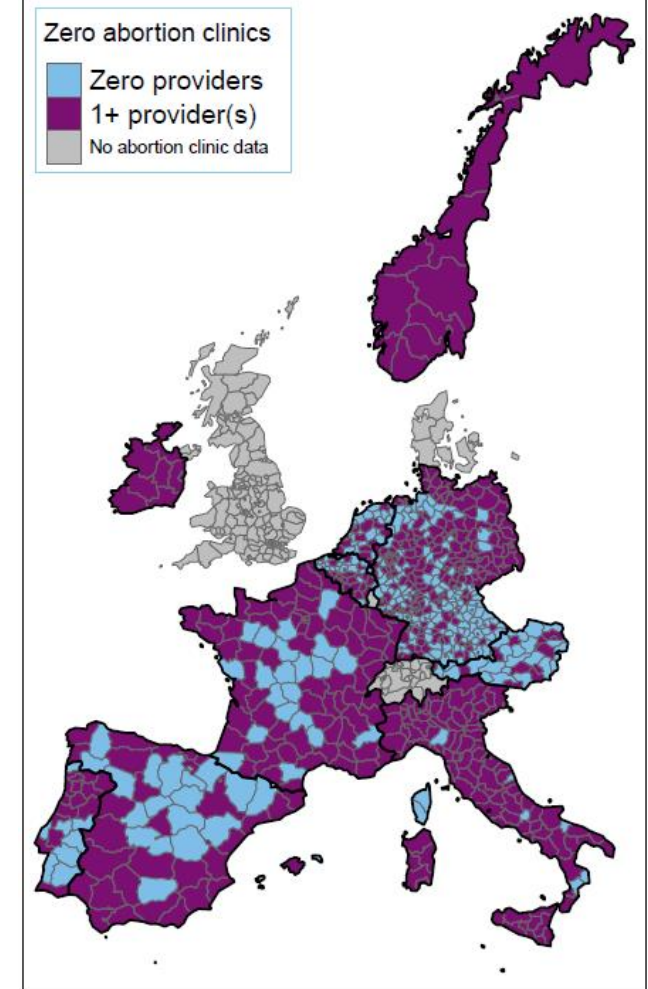 Zero abortion clinics
Zero providers
1+ provider(s)
No abortion clinic data